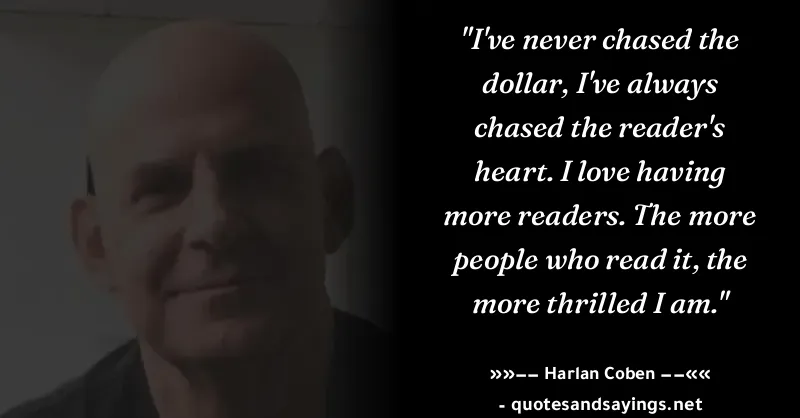 "I've never chased the
dollar, I've always
chased the reader's
heart. I love having
more readers. The more
people who read it, the
more thrilled I am."
»»−− Harlan Coben −−««
- quotesandsayings.net